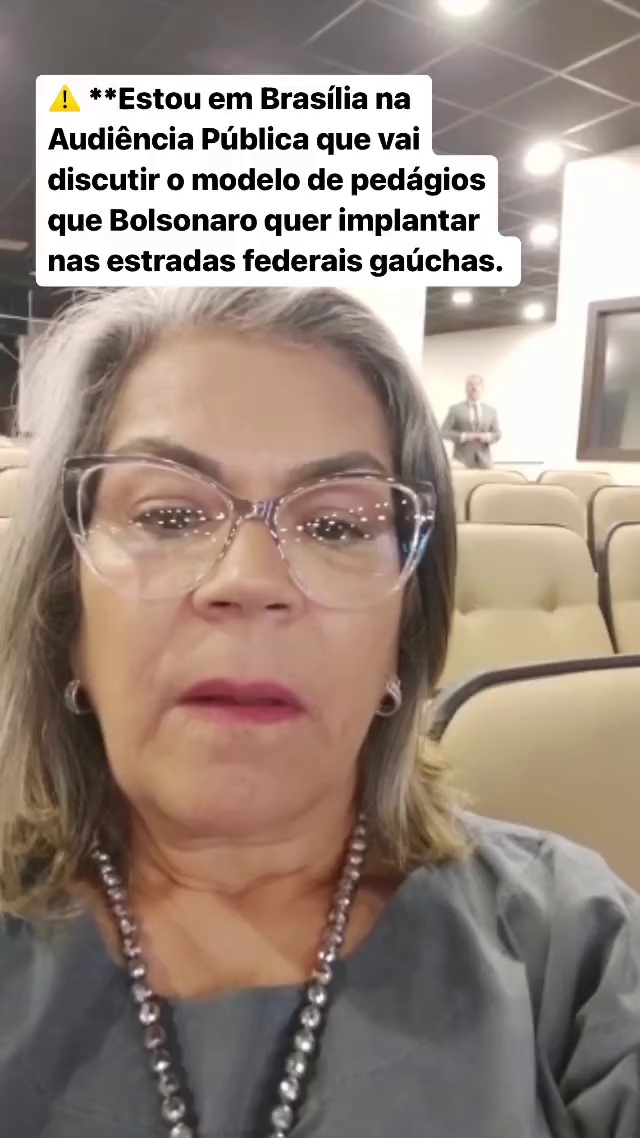 ⚠️ **Estou em Brasília na
Audiência Pública que vai
discutir o modelo de pedágios
que Bolsonaro quer implantar
nas estradas federais gaúchas.